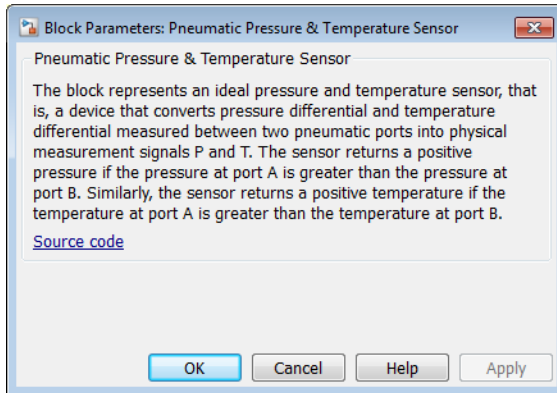 Block Parameters: Pneumatic Pressure & Temperature Sensor
Pneumatic Pressure & Temperature Sensor
The block represents an ideal pressure and temperature sensor, that
is, a device that converts pressure differential and temperature
differential measured between two pneumatic ports into physical
measurement signals P and T. The sensor returns a positive
pressure if the pressure at port A is greater than the pressure at
port B. Similarly, the sensor returns a positive temperature if the
temperature at port A is greater than the temperature at port B.
Source code
OK Cancel Help Apply